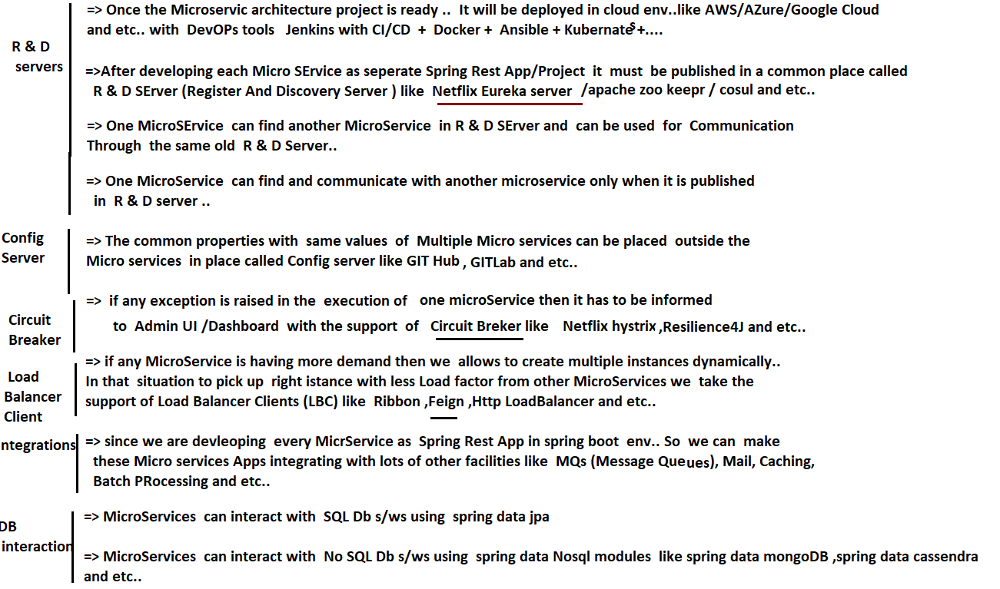 => Once the Microservic architecture project is ready .. It will be deployed in cloud env..like AWS/AZure/Google Cloud
and etc.. with DevOPs tools Jenkins with CI/CD + Docker + Ansible + Kubernates +....
R & D
servers
=>After developing each Micro SErvice as seperate Spring Rest App/Project it must be published in a common place called
R & D SErver (Register And Discovery Server ) like Netflix Eureka server /apache zoo keepr / cosul and etc..
=> One MicroSErvice can find another MicroService in R & D SErver and can be used for Communication
Through the same old R & D Server..
=> One MicroService can find and communicate with another microservice only when it is published
in R & D server ..
Config
Server
=> The common properties with same values of Multiple Micro services can be placed outside the
Micro services in place called Config server like GIT Hub , GITLab and etc..
Circuit
Breaker
=> if any exception is raised in the execution of one microService then it has to be informed
to Admin UI /Dashboard with the support of Circuit Breker like Netflix hystrix ,Resilience4J and etc..
Load
Balancer
Client
=> if any MicroService is having more demand then we allows to create multiple instances dynamically..
In that situation to pick up right istance with less Load factor from other MicroServices we take the
support of Load Balancer Clients (LBC) like Ribbon ,Feign ,Http LoadBalancer and etc..
ntegrations
=> since we are devleoping every MicrService as Spring Rest App in spring boot env.. So we can make
these Micro services Apps integrating with lots of other facilities like MQs (Message Queues), Mail, Caching,
Batch PRocessing and etc..
DB
interaction
=> MicroServices can interact with SQL Db s/ws using spring data jpa
=> MicroServices can interact with No SQL Db s/ws using spring data Nosql modules like spring data mongoDB ,spring data cassendra
and etc..